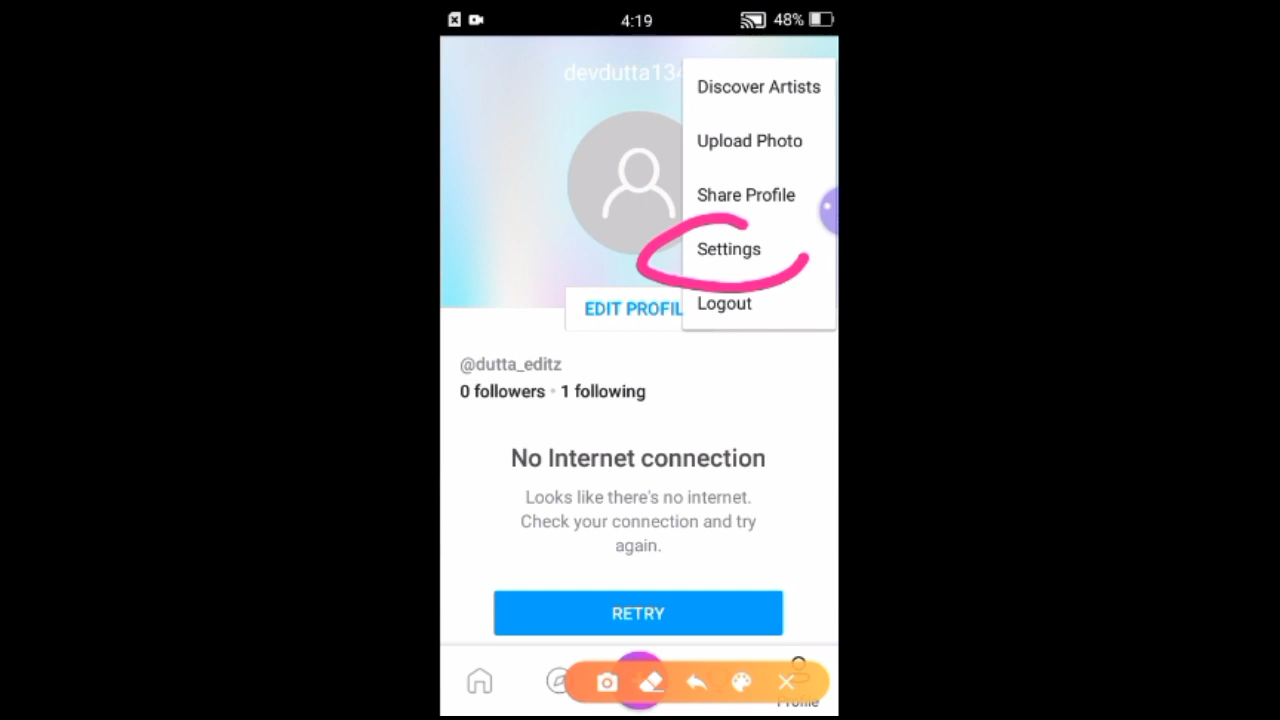 4:19
48%
devdutta134
Discover Artists
Upload Photo
Share Profile
Settings
Logout
EDIT PROFIL
@dutta_editz
0 followers • 1 following
No Internet connection
Looks like there's no internet.
Check your connection and try
again.
RETRY
Profile